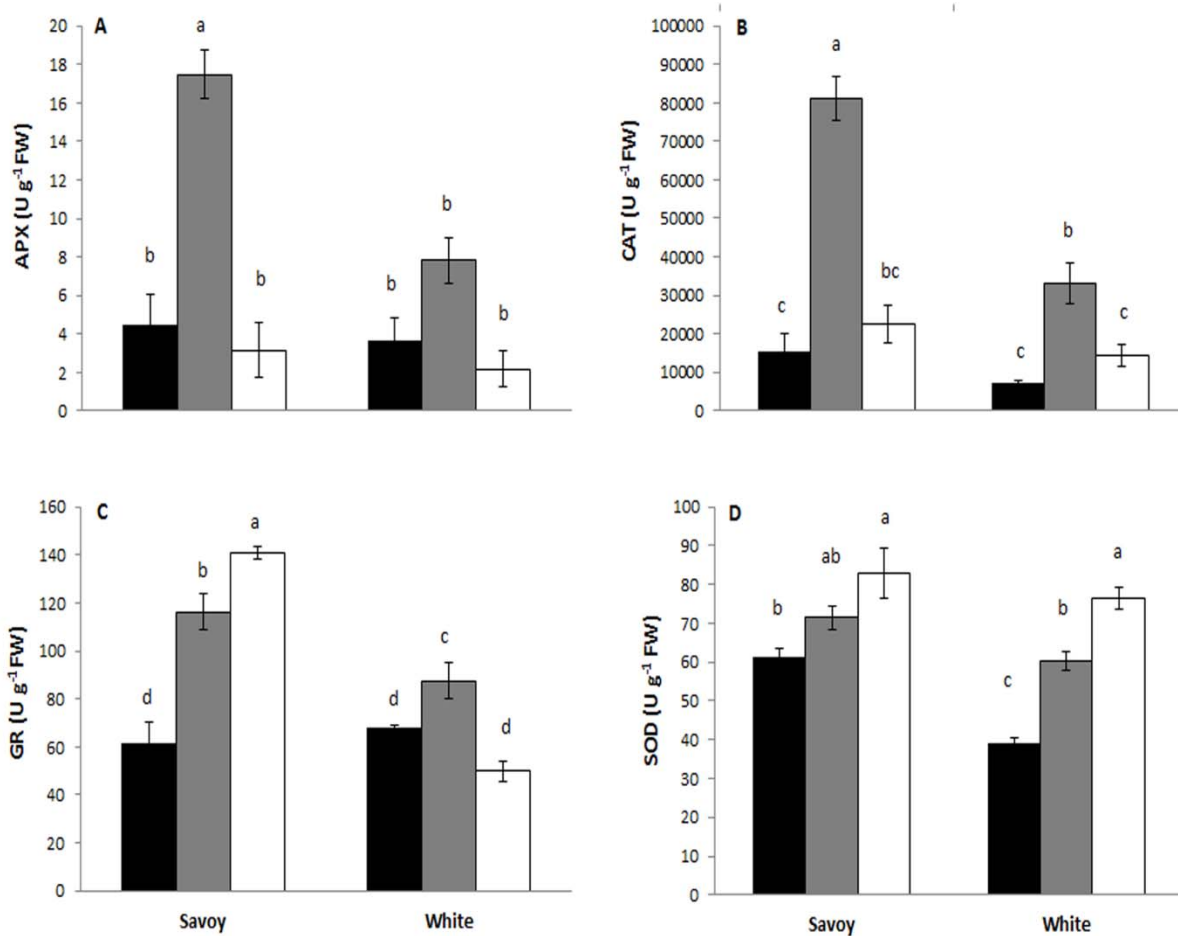 A
APX (U g⁻¹ FW)
20
18
16
14
12
10
8
6
4
2
0
b
a
b
b
b
b
B
CAT (U g⁻¹ FW)
100000
90000
80000
70000
60000
50000
40000
30000
20000
10000
0
c
a
bc
c
b
c
C
GR (U g⁻¹ FW)
160
140
120
100
80
60
40
20
0
d
b
a
d
c
d
Savoy White
D
SOD (U g⁻¹ FW)
100
90
80
70
60
50
40
30
20
10
0
b
ab
a
c
b
a
Savoy White